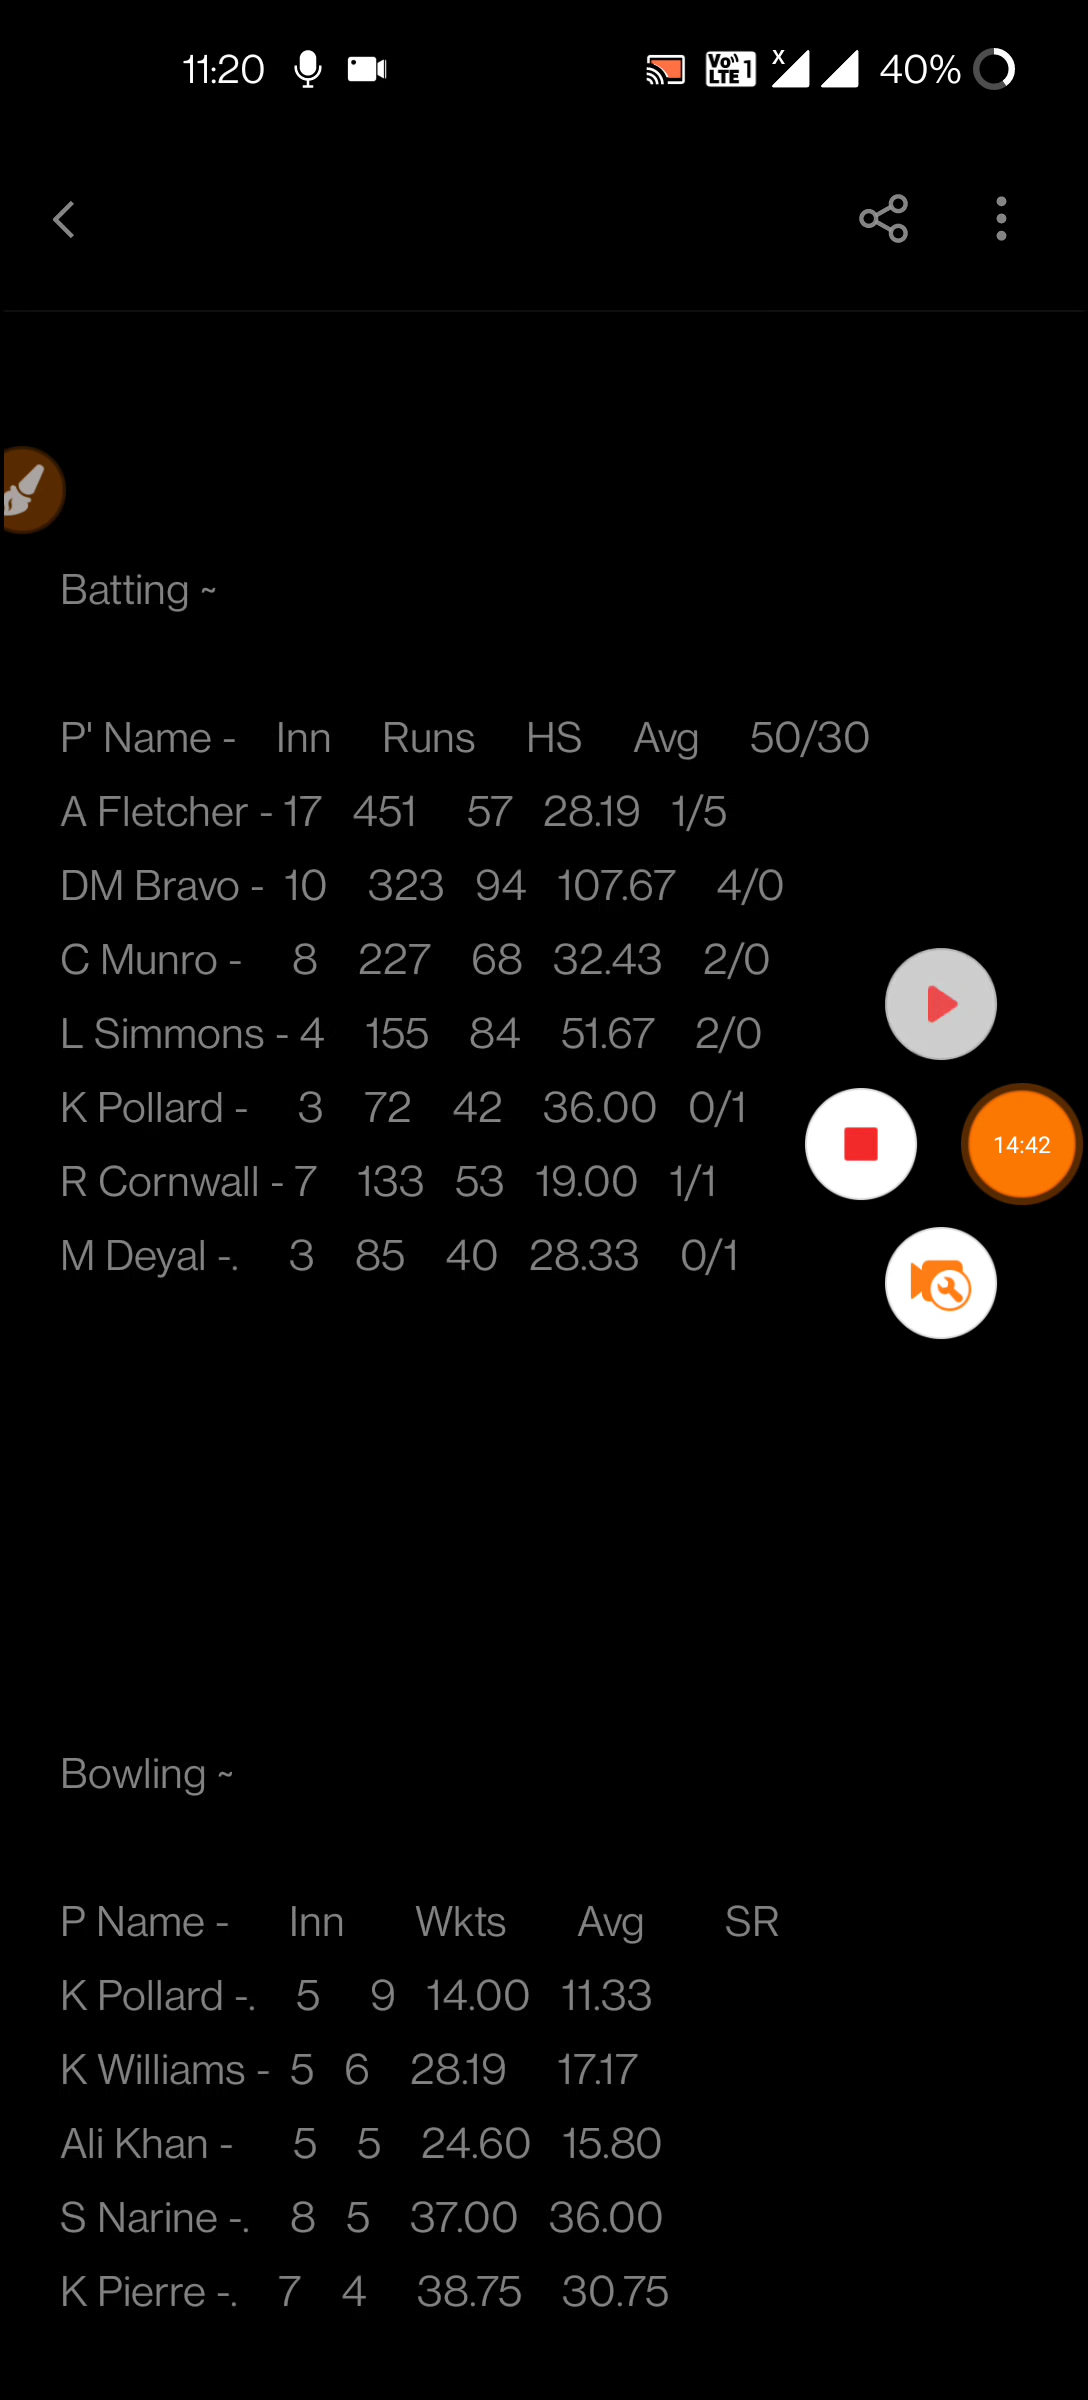 11:20 Vo)) LTE 1 X 40%
Batting ~
P' Name - Inn Runs HS Avg 50/30
A Fletcher - 17 451 57 28.19 1/5
DM Bravo - 10 323 94 107.67 4/0
C Munro - 8 227 68 32.43 2/0
L Simmons - 4 155 84 51.67 2/0
K Pollard - 3 72 42 36.00 0/1
14:42
R Cornwall - 7 133 53 19.00 1/1
M Deyal -. 3 85 40 28.33 0/1
Bowling ~
P Name - Inn Wkts Avg SR
K Pollard -. 5 9 14.00 11.33
K Williams - 5 6 28.19 17.17
Ali Khan - 5 5 24.60 15.80
S Narine -. 8 5 37.00 36.00
K Pierre -. 7 4 38.75 30.75